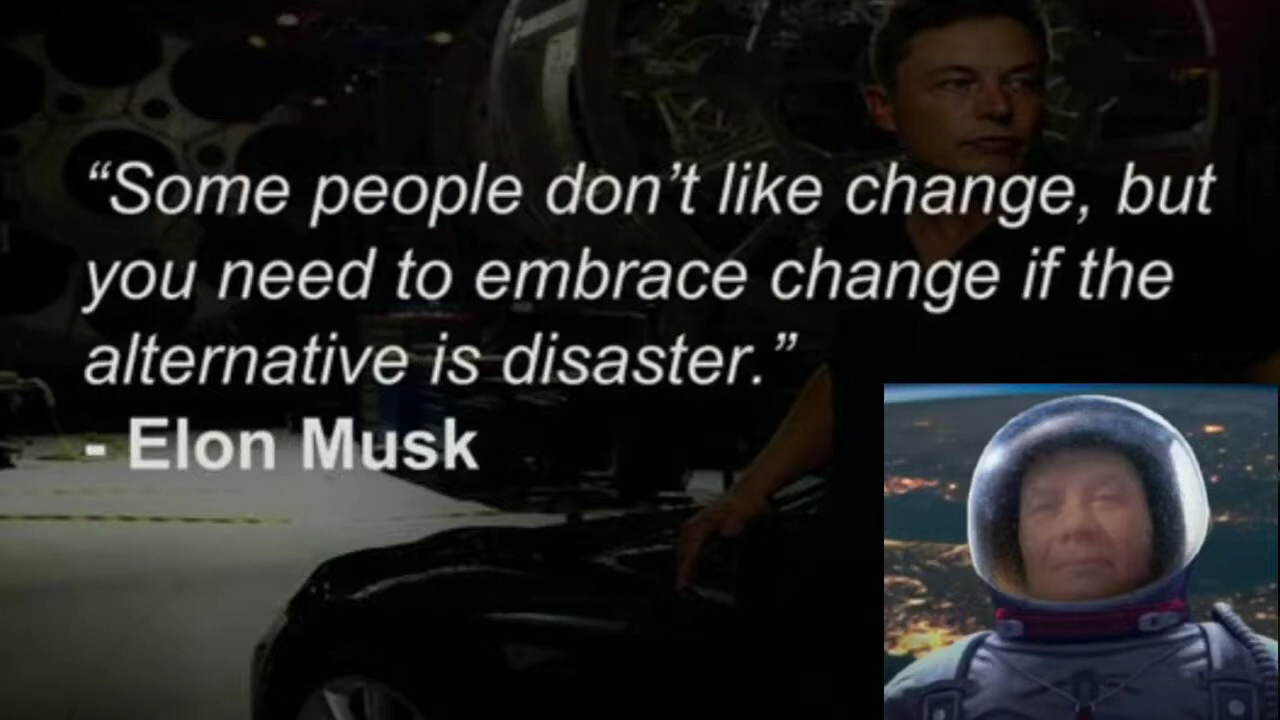 “Some people don’t like change, but
you need to embrace change if the
alternative is disaster.”
- Elon Musk